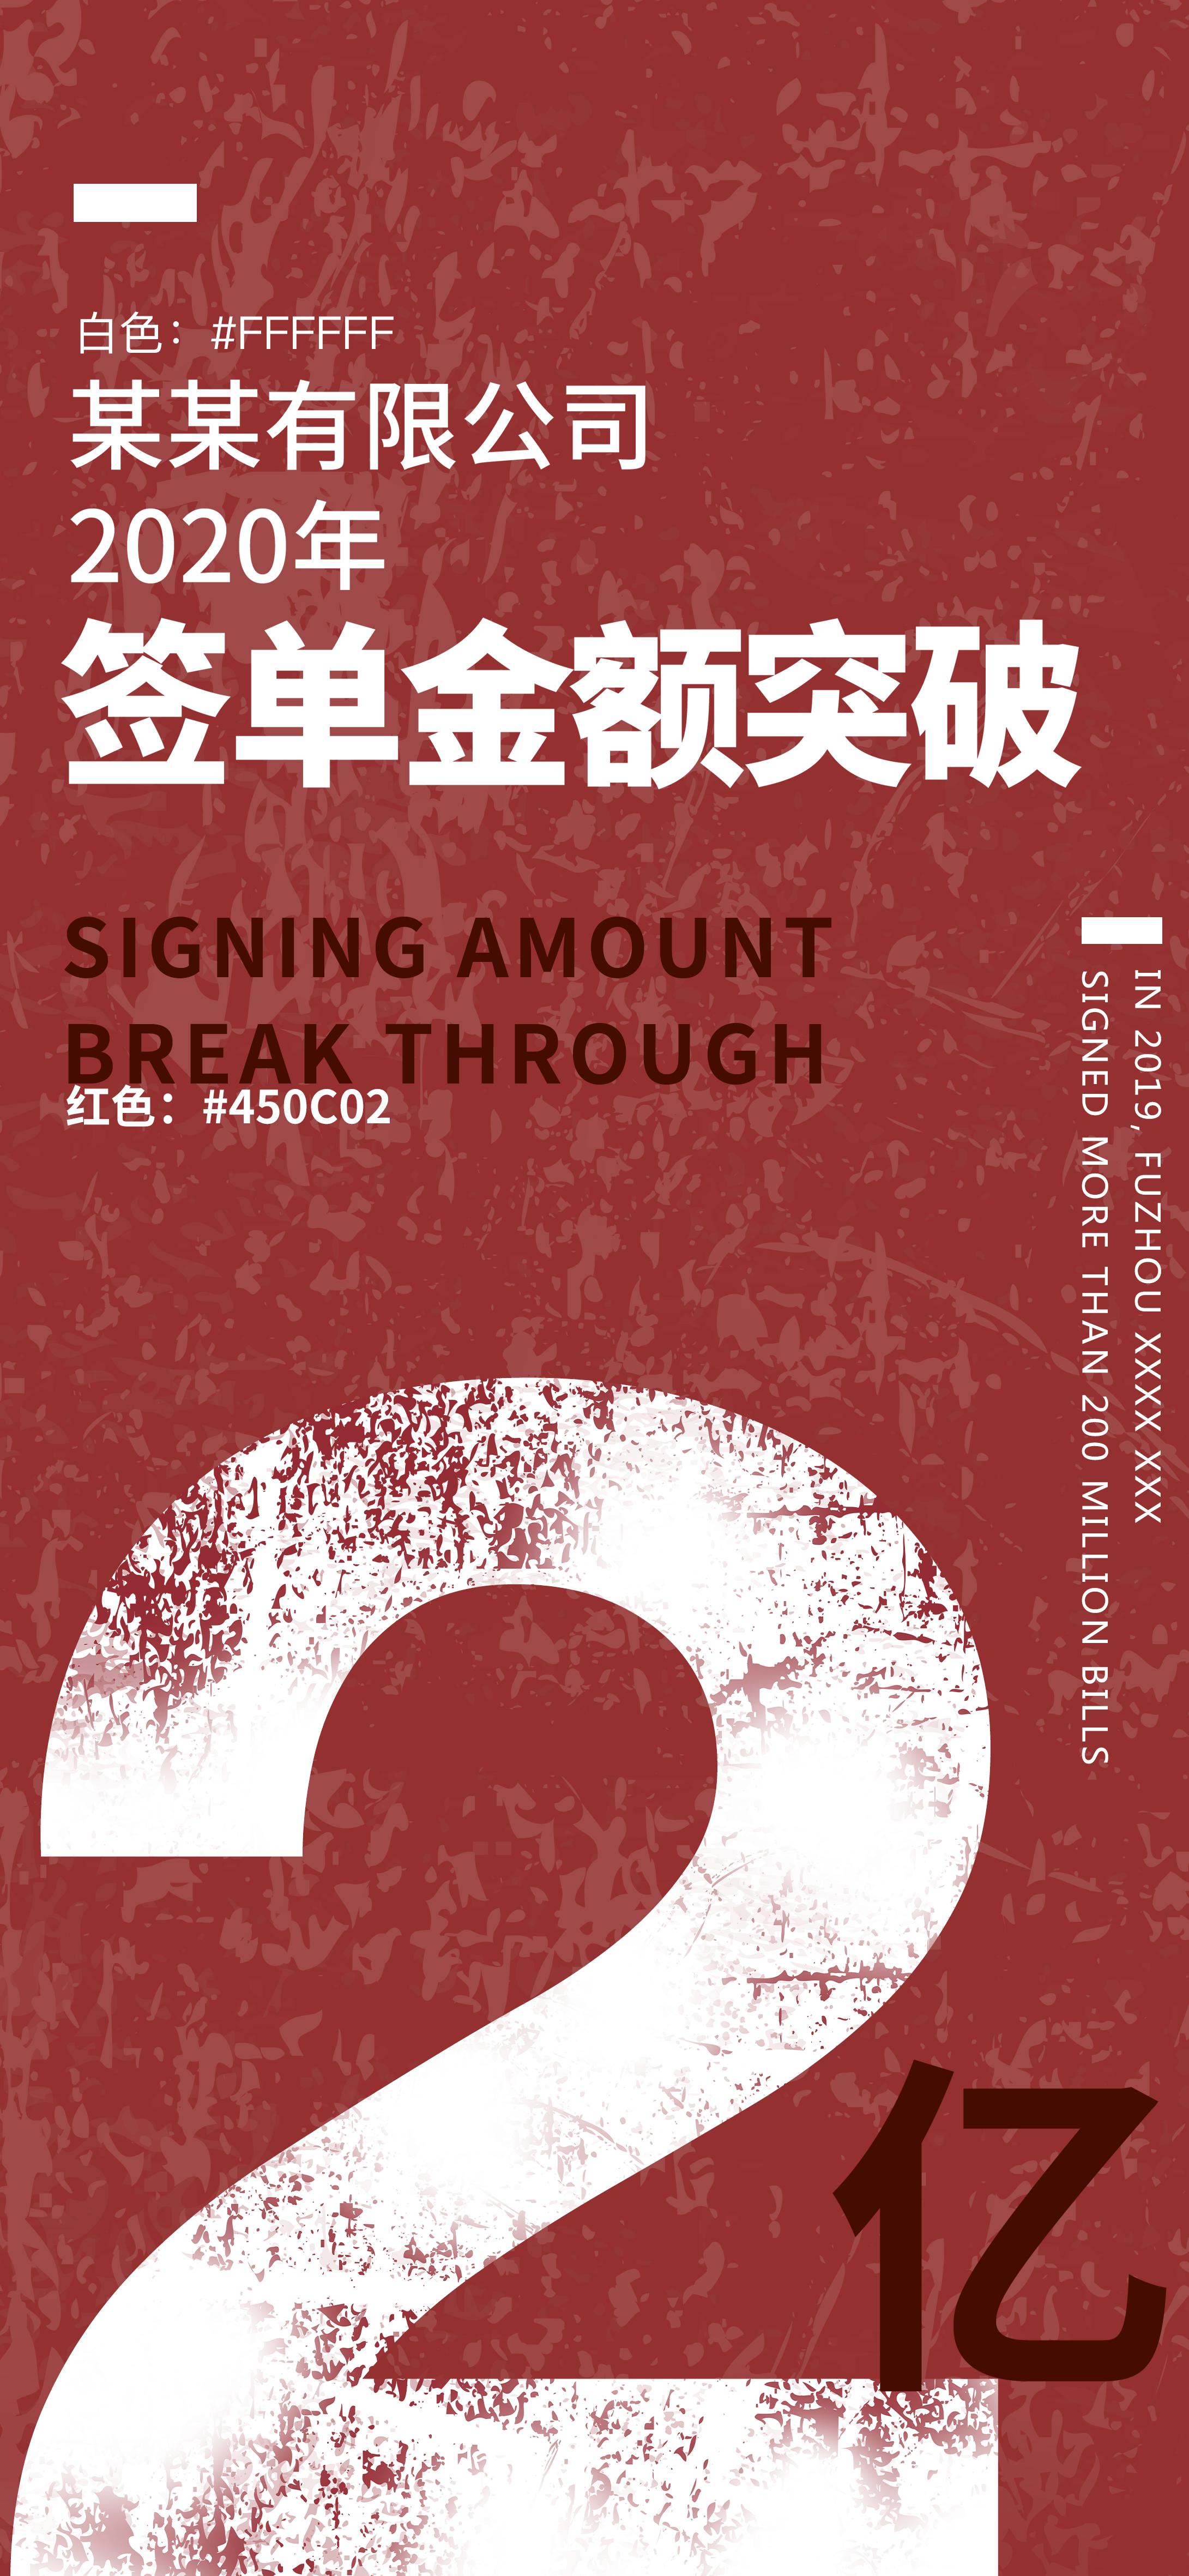 白色：#FFFFFF
某某有限公司
2020年
签单金额突破
SIGNING AMOUNT
BREAK THROUGH
红色：#450C02
IN 2019, FUZHOU XXXX XXX
SIGNED MORE THAN 200 MILLION BILLS
2亿